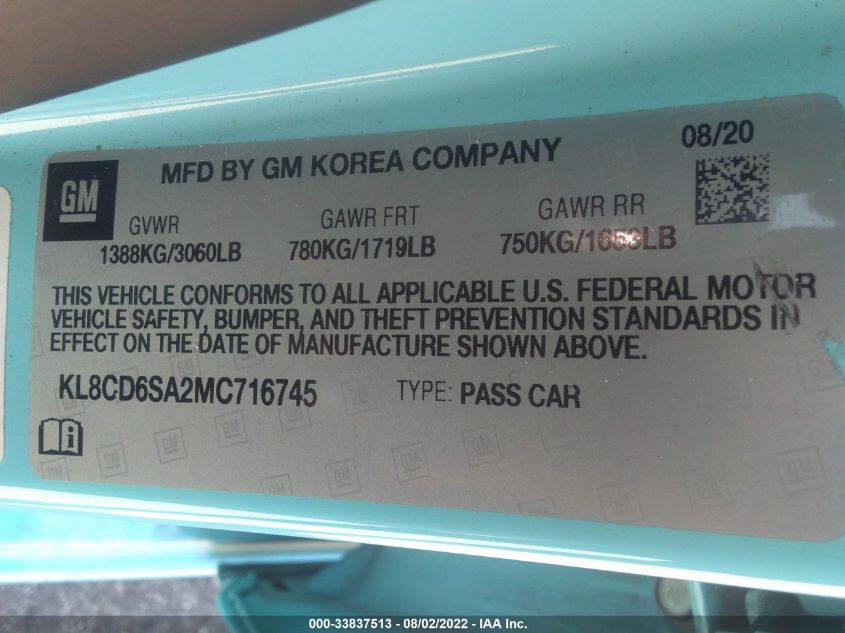 MFD BY GM KOREA COMPANY
08/20
GM
GVWR GAWR FRT GAWR RR
1388KG/3060LB 780KG/1719LB 750KG/1653LB
THIS VEHICLE CONFORMS TO ALL APPLICABLE U.S. FEDERAL MOTOR
VEHICLE SAFETY, BUMPER, AND THEFT PREVENTION STANDARDS IN
EFFECT ON THE DATE OF MANUFACTURE SHOWN ABOVE.
KL8CD6SA2MC716745 TYPE: PASS CAR
000-33837513 - 08/02/2022 - IAA Inc.